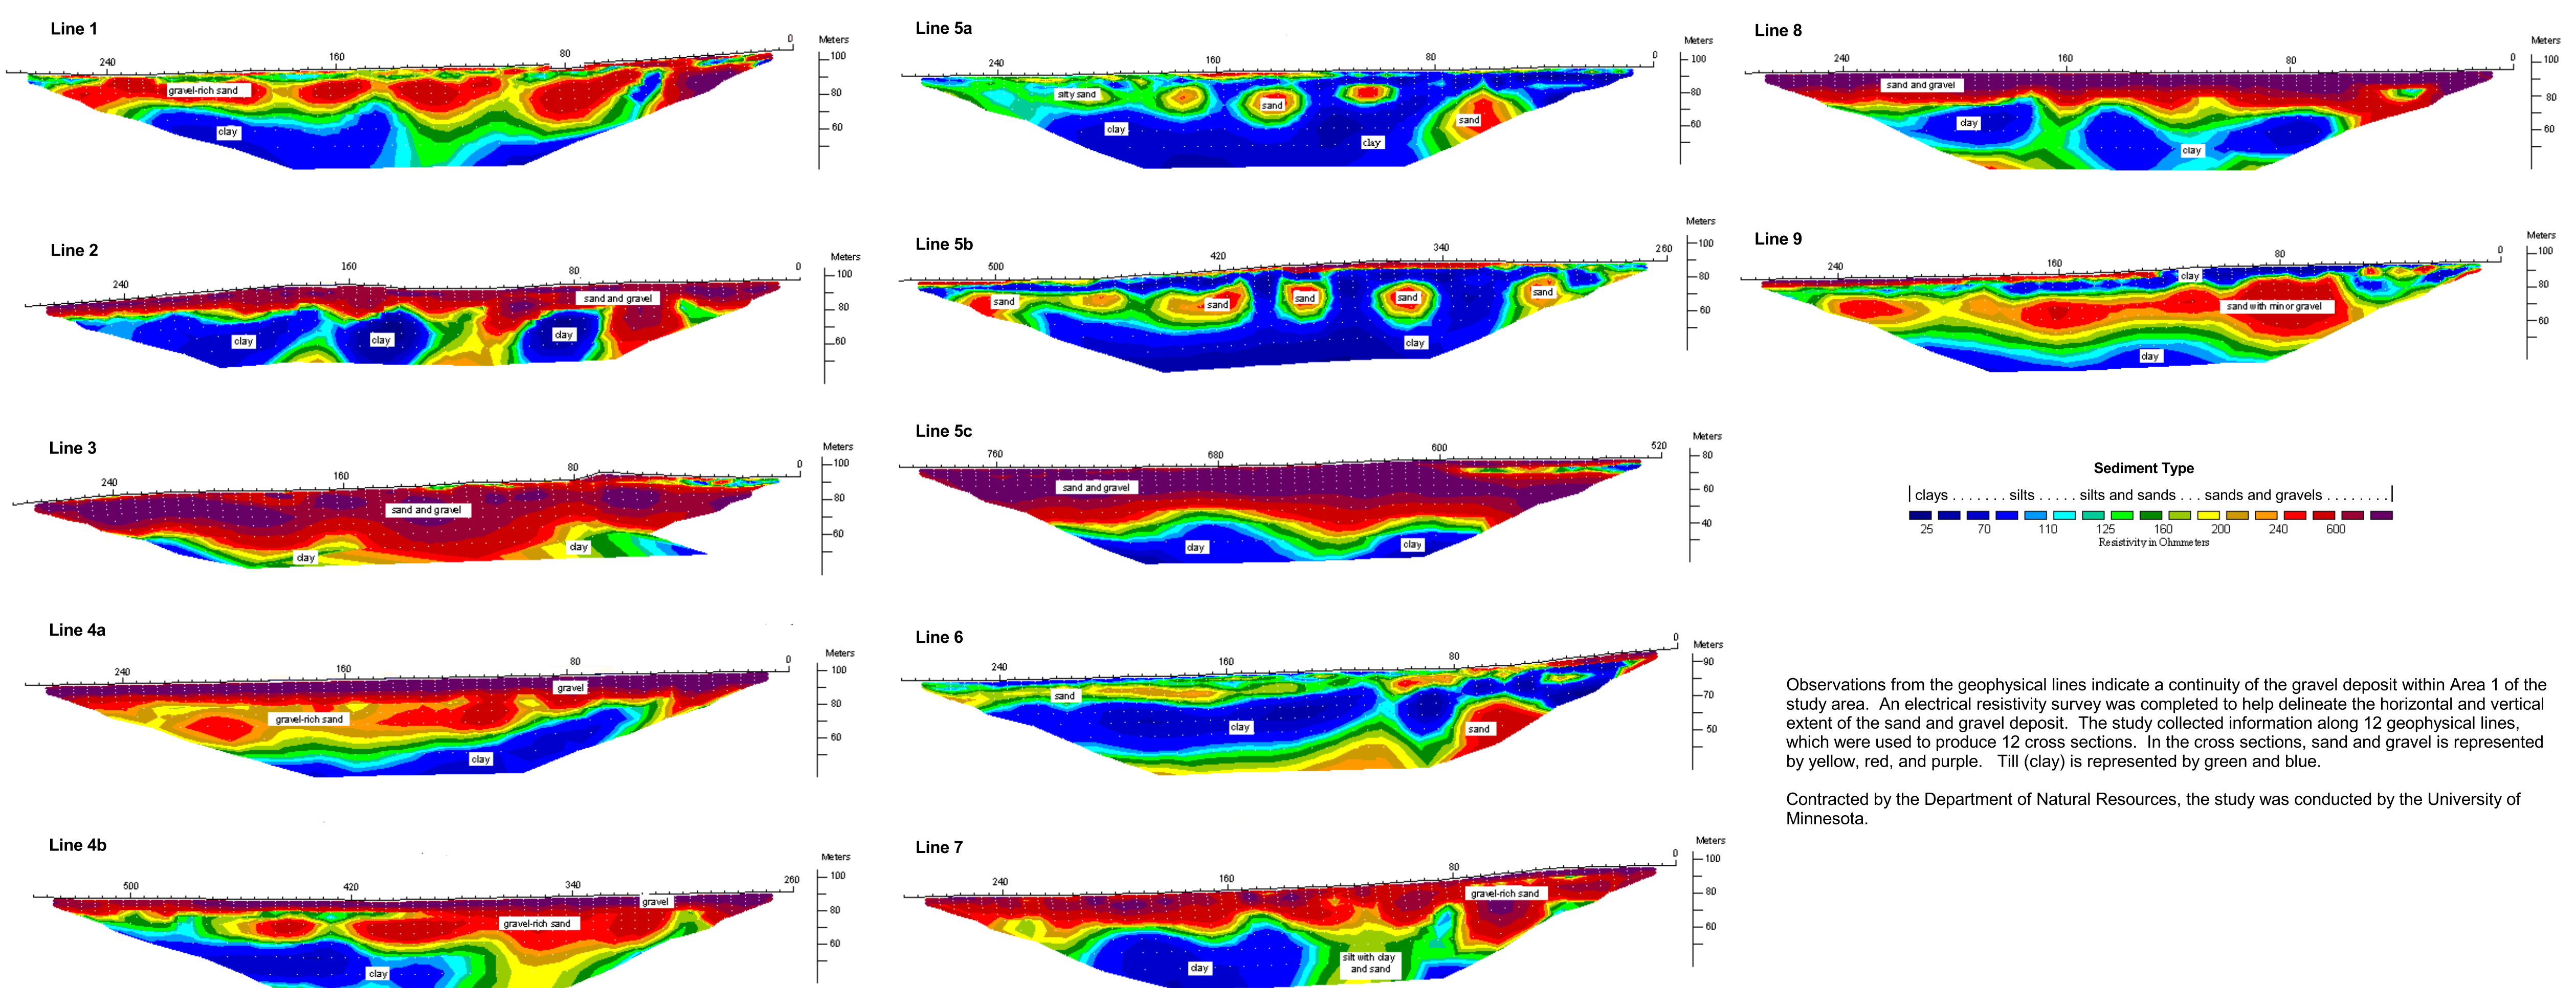 Line 1
0
80
160
240
Meters
100
80
60
gravel-rich sand
clay
Line 2
0
80
160
240
Meters
100
80
60
sand and gravel
clay
clay
clay
Line 3
0
80
160
240
Meters
100
80
60
sand and gravel
clay
clay
Line 4a
0
80
160
240
Meters
100
80
60
gravel
gravel-rich sand
clay
Line 4b
260
340
420
500
Meters
100
80
60
gravel
gravel-rich sand
clay
Line 5a
0
80
160
240
Meters
100
80
60
silty sand
sand
sand
clay
clay
Line 5b
260
340
420
500
Meters
100
80
60
sand
sand
sand
sand
sand
clay
Line 5c
520
600
680
760
Meters
80
60
40
sand and gravel
clay
clay
Line 6
0
80
160
240
Meters
90
70
50
sand
clay
sand
Line 7
0
80
160
240
Meters
100
80
60
gravel-rich sand
clay
silt with clay
and sand
Line 8
0
80
160
240
Meters
100
80
60
sand and gravel
clay
clay
Line 9
0
80
160
240
Meters
100
80
60
clay
sand with minor gravel
clay
Sediment Type
clays . . . . . . . silts . . . . . silts and sands . . . sands and gravels . . . . . . . .
25 70 110 125 160 200 240 600
Resistivity in Ohmmeters
Observations from the geophysical lines indicate a continuity of the gravel deposit within Area 1 of the
study area. An electrical resistivity survey was completed to help delineate the horizontal and vertical
extent of the sand and gravel deposit. The study collected information along 12 geophysical lines,
which were used to produce 12 cross sections. In the cross sections, sand and gravel is represented
by yellow, red, and purple. Till (clay) is represented by green and blue.
Contracted by the Department of Natural Resources, the study was conducted by the University of
Minnesota.